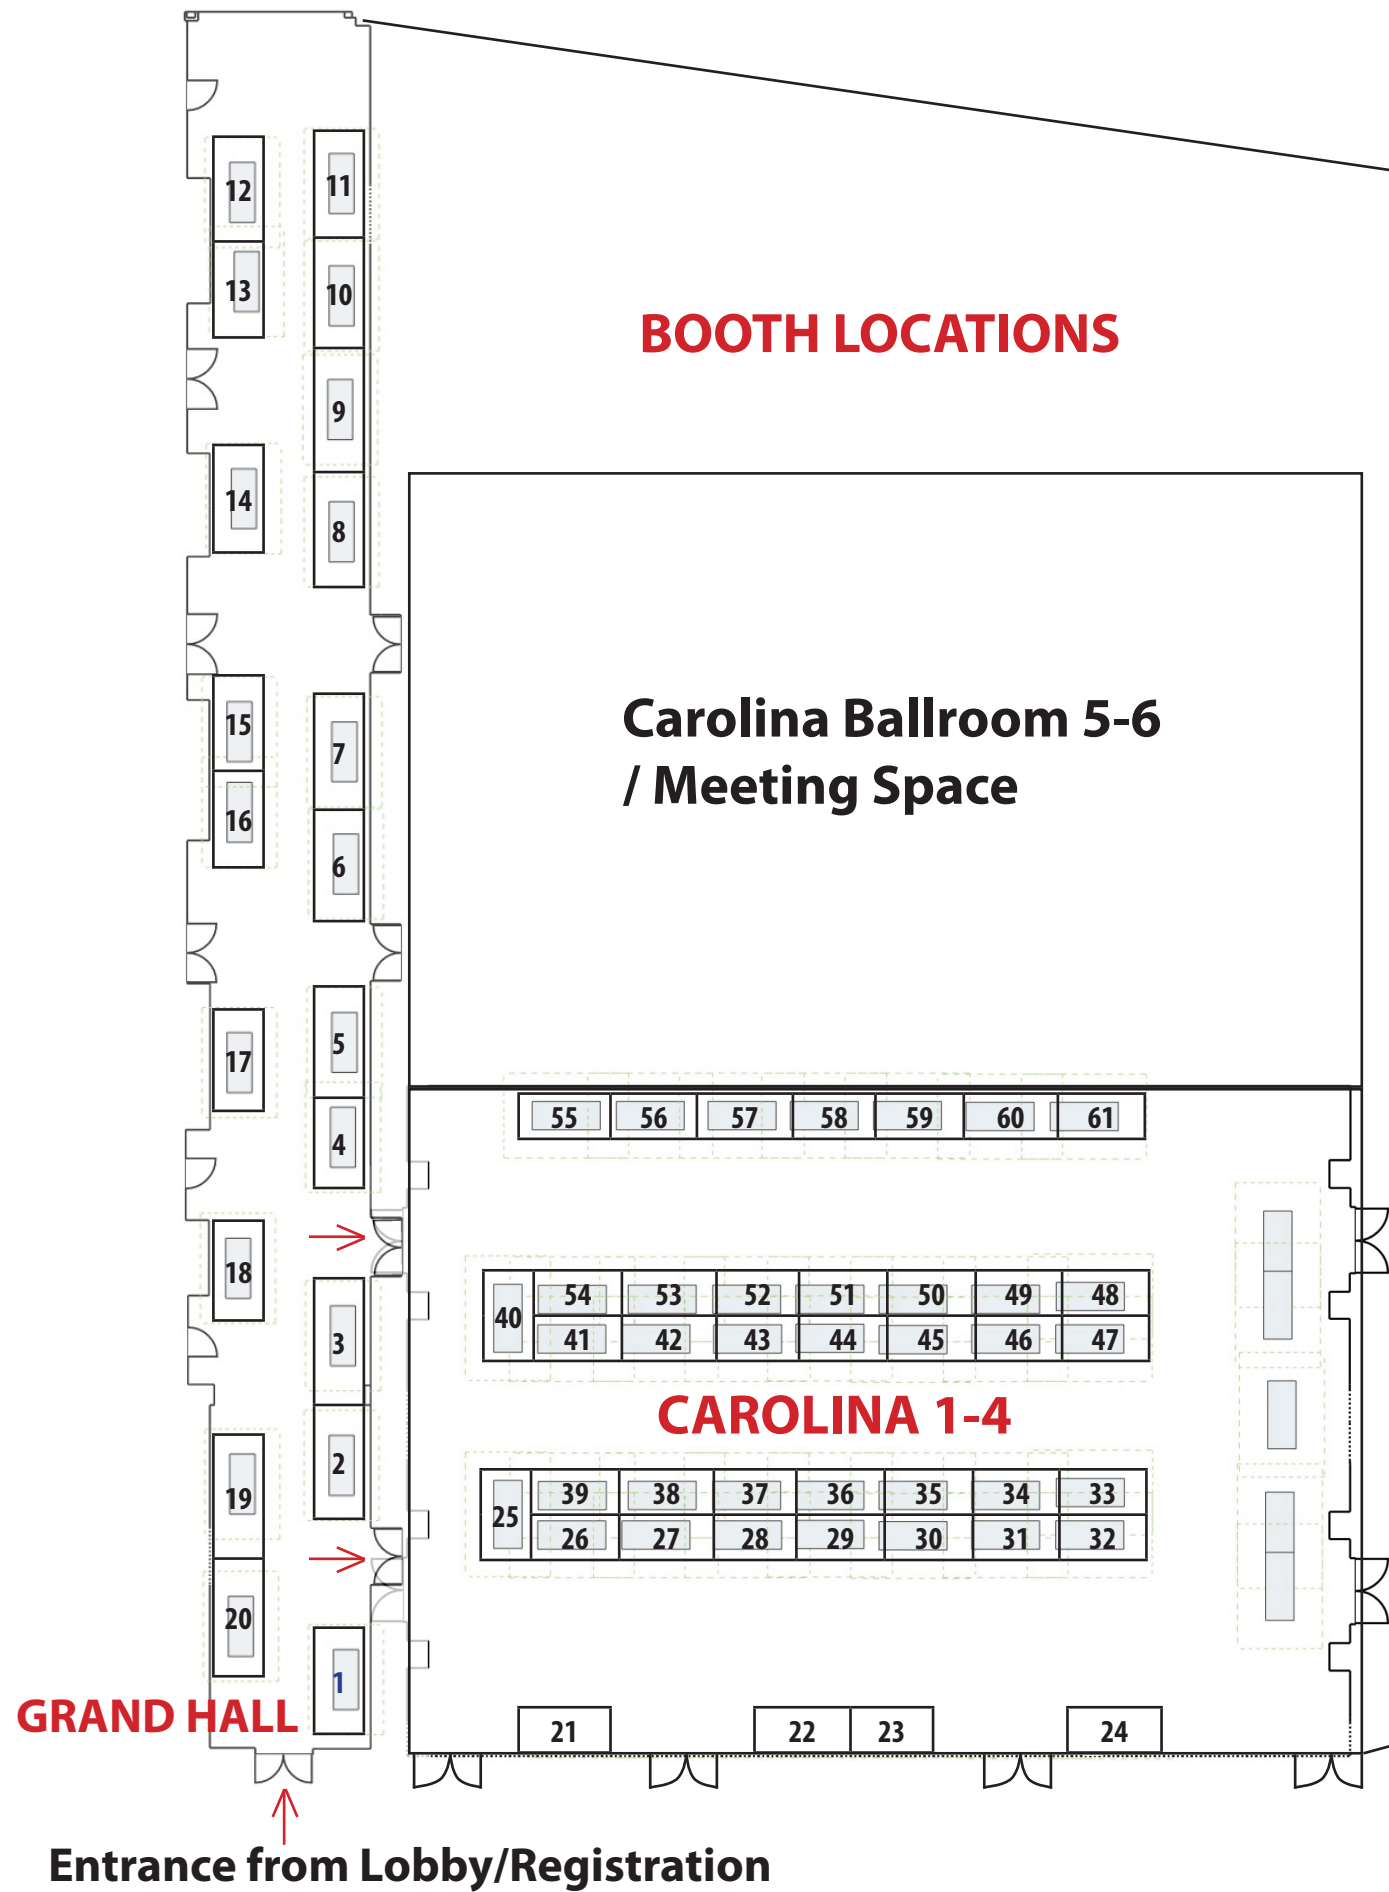 12
11
13
10
BOOTH LOCATIONS
9
14
8
Carolina Ballroom 5-6
/ Meeting Space
15
7
16
6
5
17
4
55 56 57 58 59 60 61
18
40
54 53 52 51 50 49 48
41 42 43 44 45 46 47
3
CAROLINA 1-4
2
19
25
39 38 37 36 35 34 33
26 27 28 29 30 31 32
20
1
GRAND HALL
21 22 23 24
Entrance from Lobby/Registration